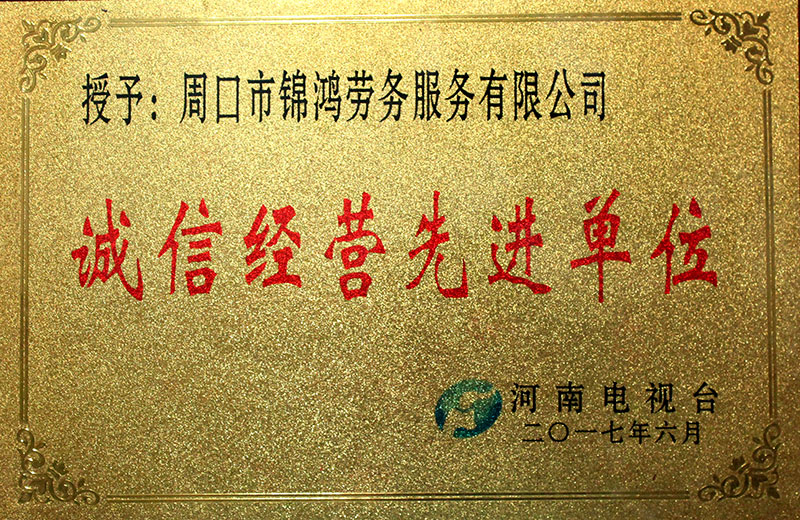 授予：周口市锦鸿劳务服务有限公司
诚信经营先进单位
河南电视台
二〇一七年六月